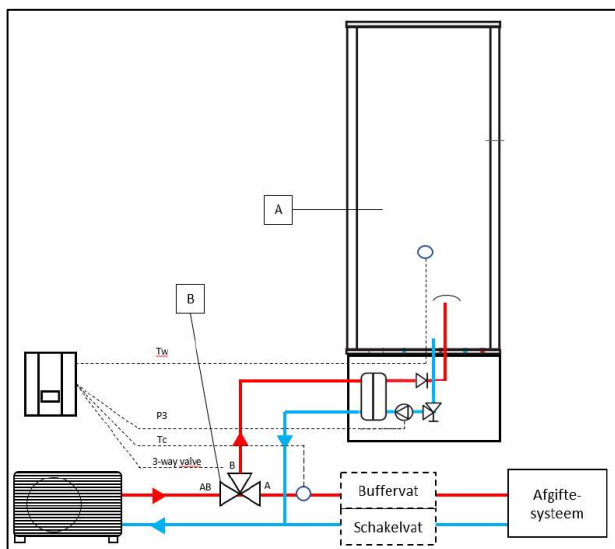 A
B
Tw
P3
Tc
3-way valve
B
AB
A
Buffervat
Schakelvat
Afgifte-
systeem